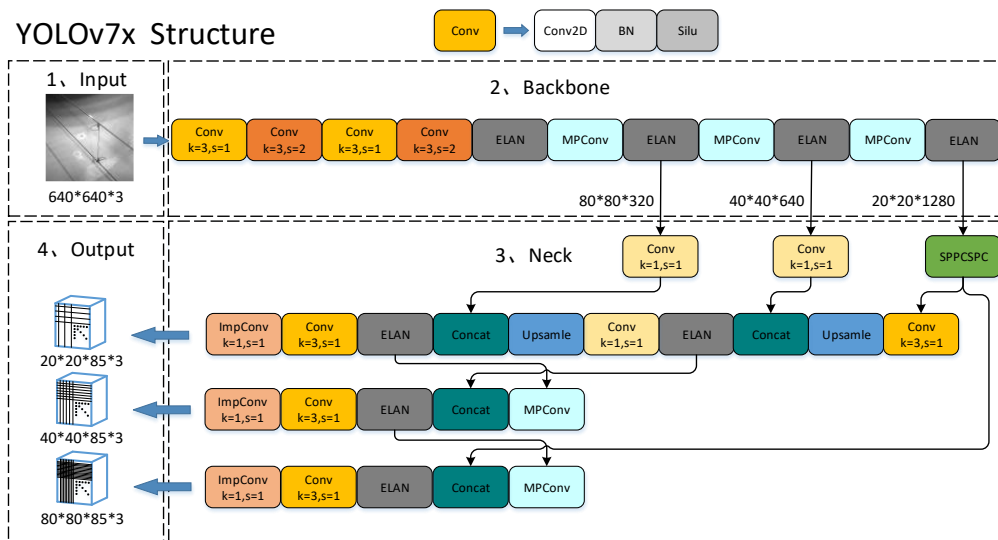 YOLOv7x Structure
Conv
Conv2D
BN
Silu
1、Input
640*640*3
2、Backbone
Conv
k=3,s=1
Conv
k=3,s=2
Conv
k=3,s=1
Conv
k=3,s=2
ELAN
MPConv
ELAN
MPConv
ELAN
MPConv
ELAN
80*80*320
40*40*640
20*20*1280
4、Output
3、Neck
Conv
k=1,s=1
Conv
k=1,s=1
SPPCSPC
ImpConv
k=1,s=1
Conv
k=3,s=1
ELAN
Concat
Upsamle
Conv
k=1,s=1
ELAN
Concat
Upsamle
Conv
k=3,s=1
20*20*85*3
ImpConv
k=1,s=1
Conv
k=3,s=1
ELAN
Concat
MPConv
40*40*85*3
ImpConv
k=1,s=1
Conv
k=3,s=1
ELAN
Concat
MPConv
80*80*85*3